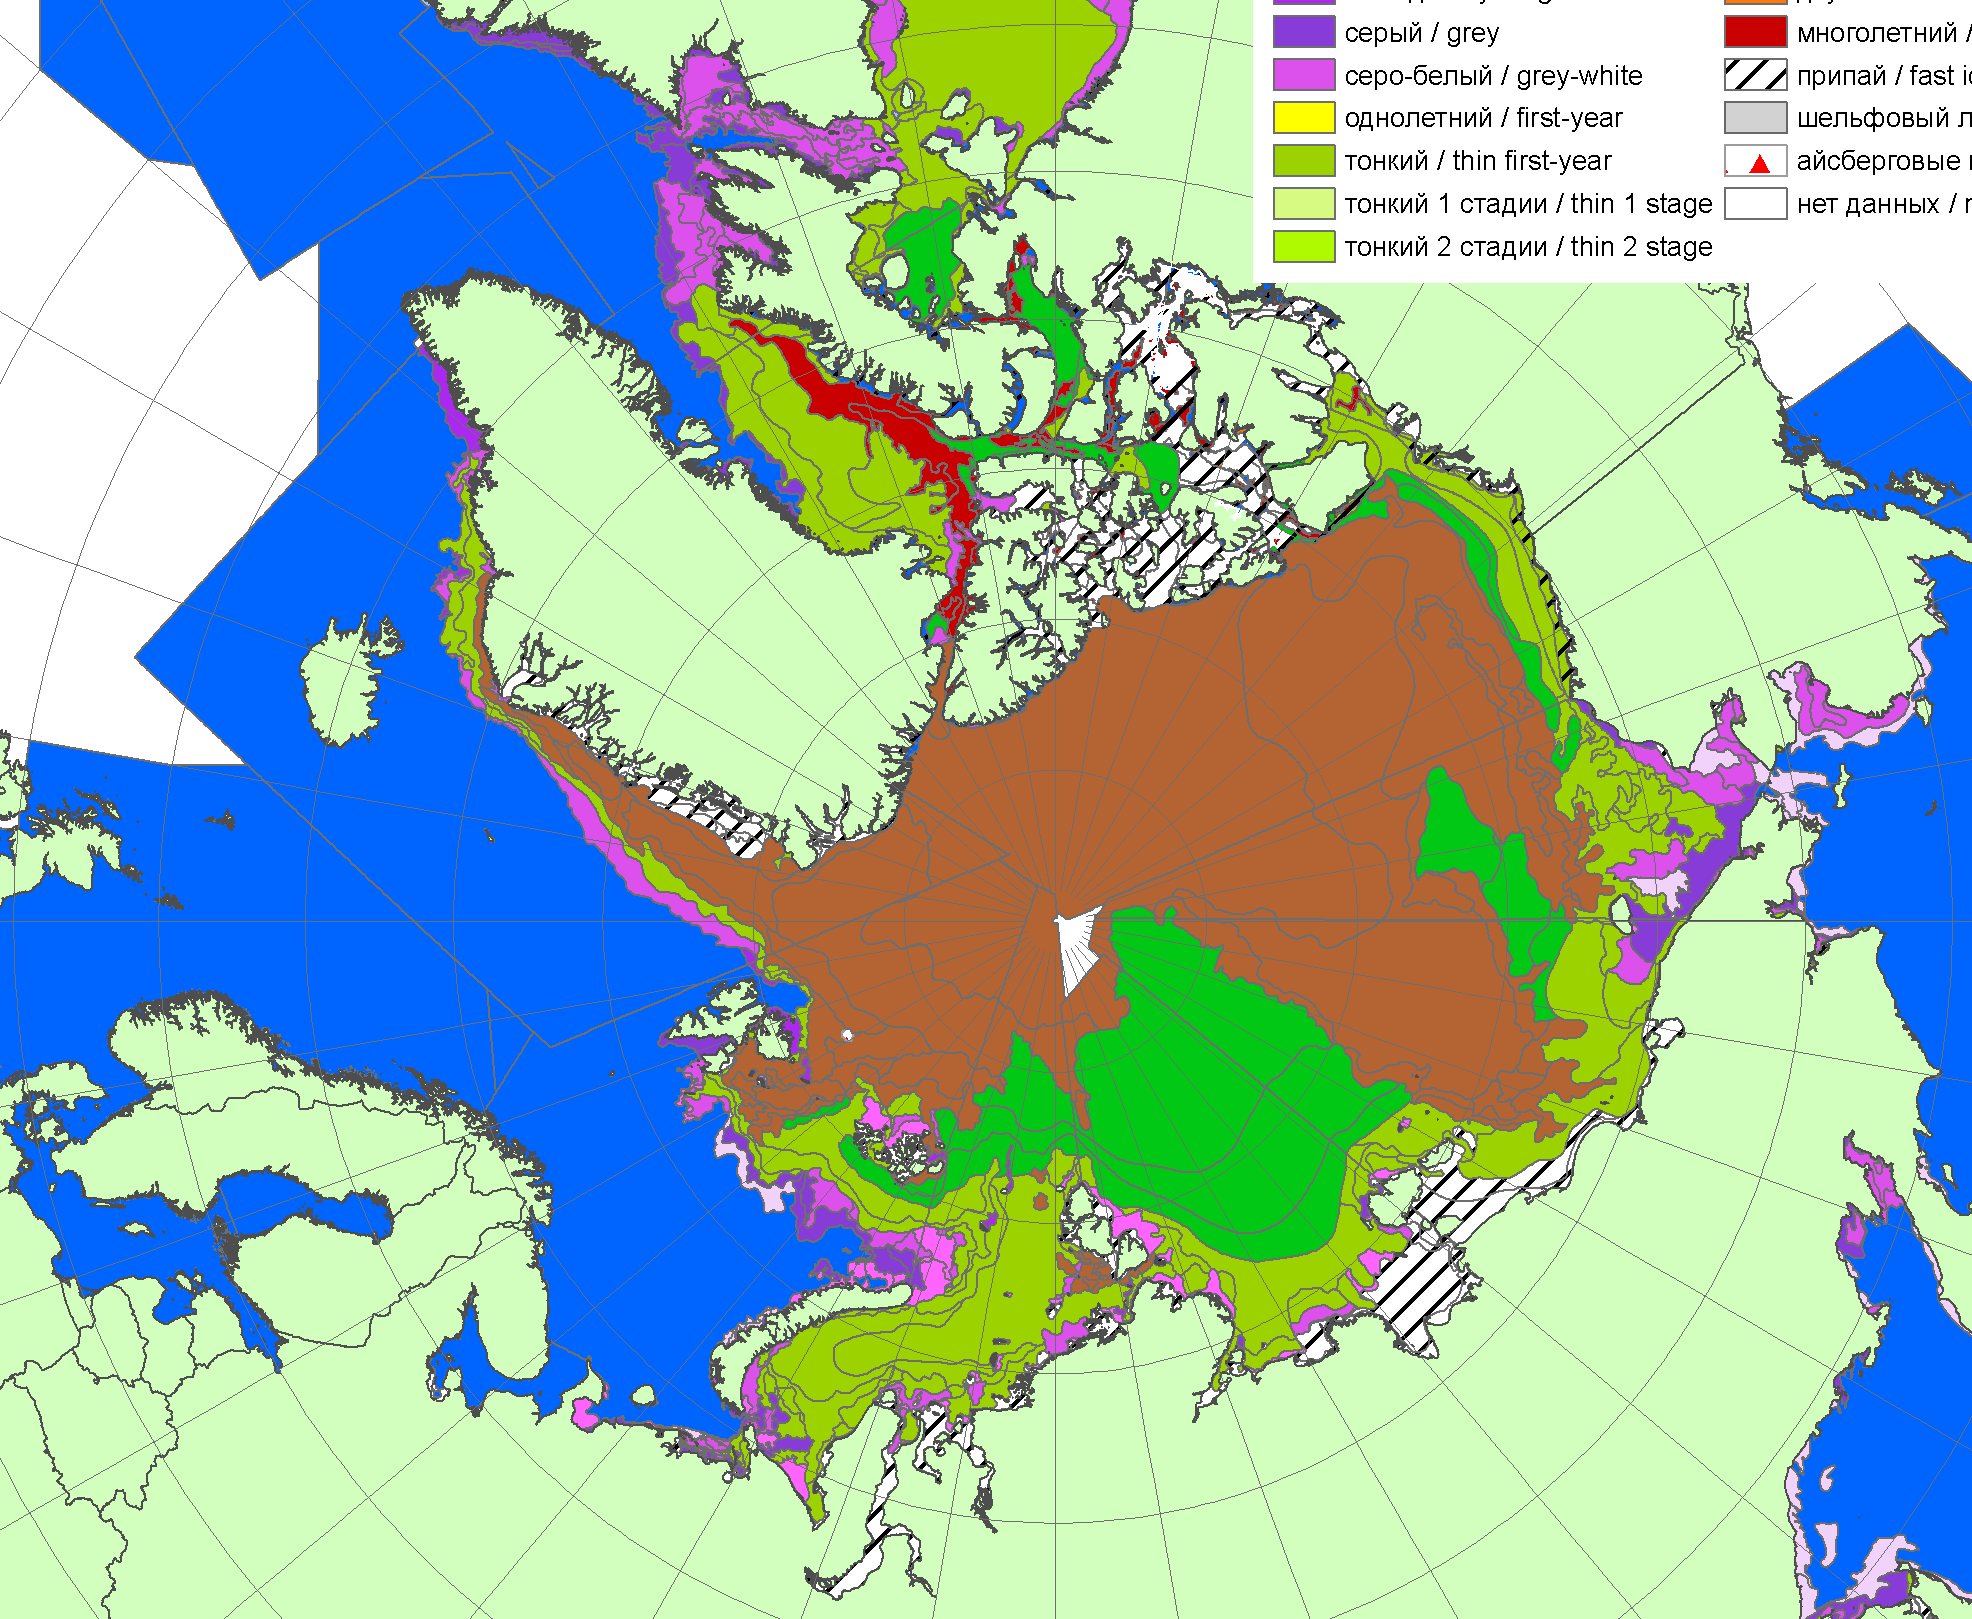 серый / grey
многолетний /
серо-белый / grey-white
припай / fast
однолетний / first-year
шельфовый
тонкий / thin first-year
айсберговые
тонкий 1 стадии / thin 1 stage
нет данных /
тонкий 2 стадии / thin 2 stage